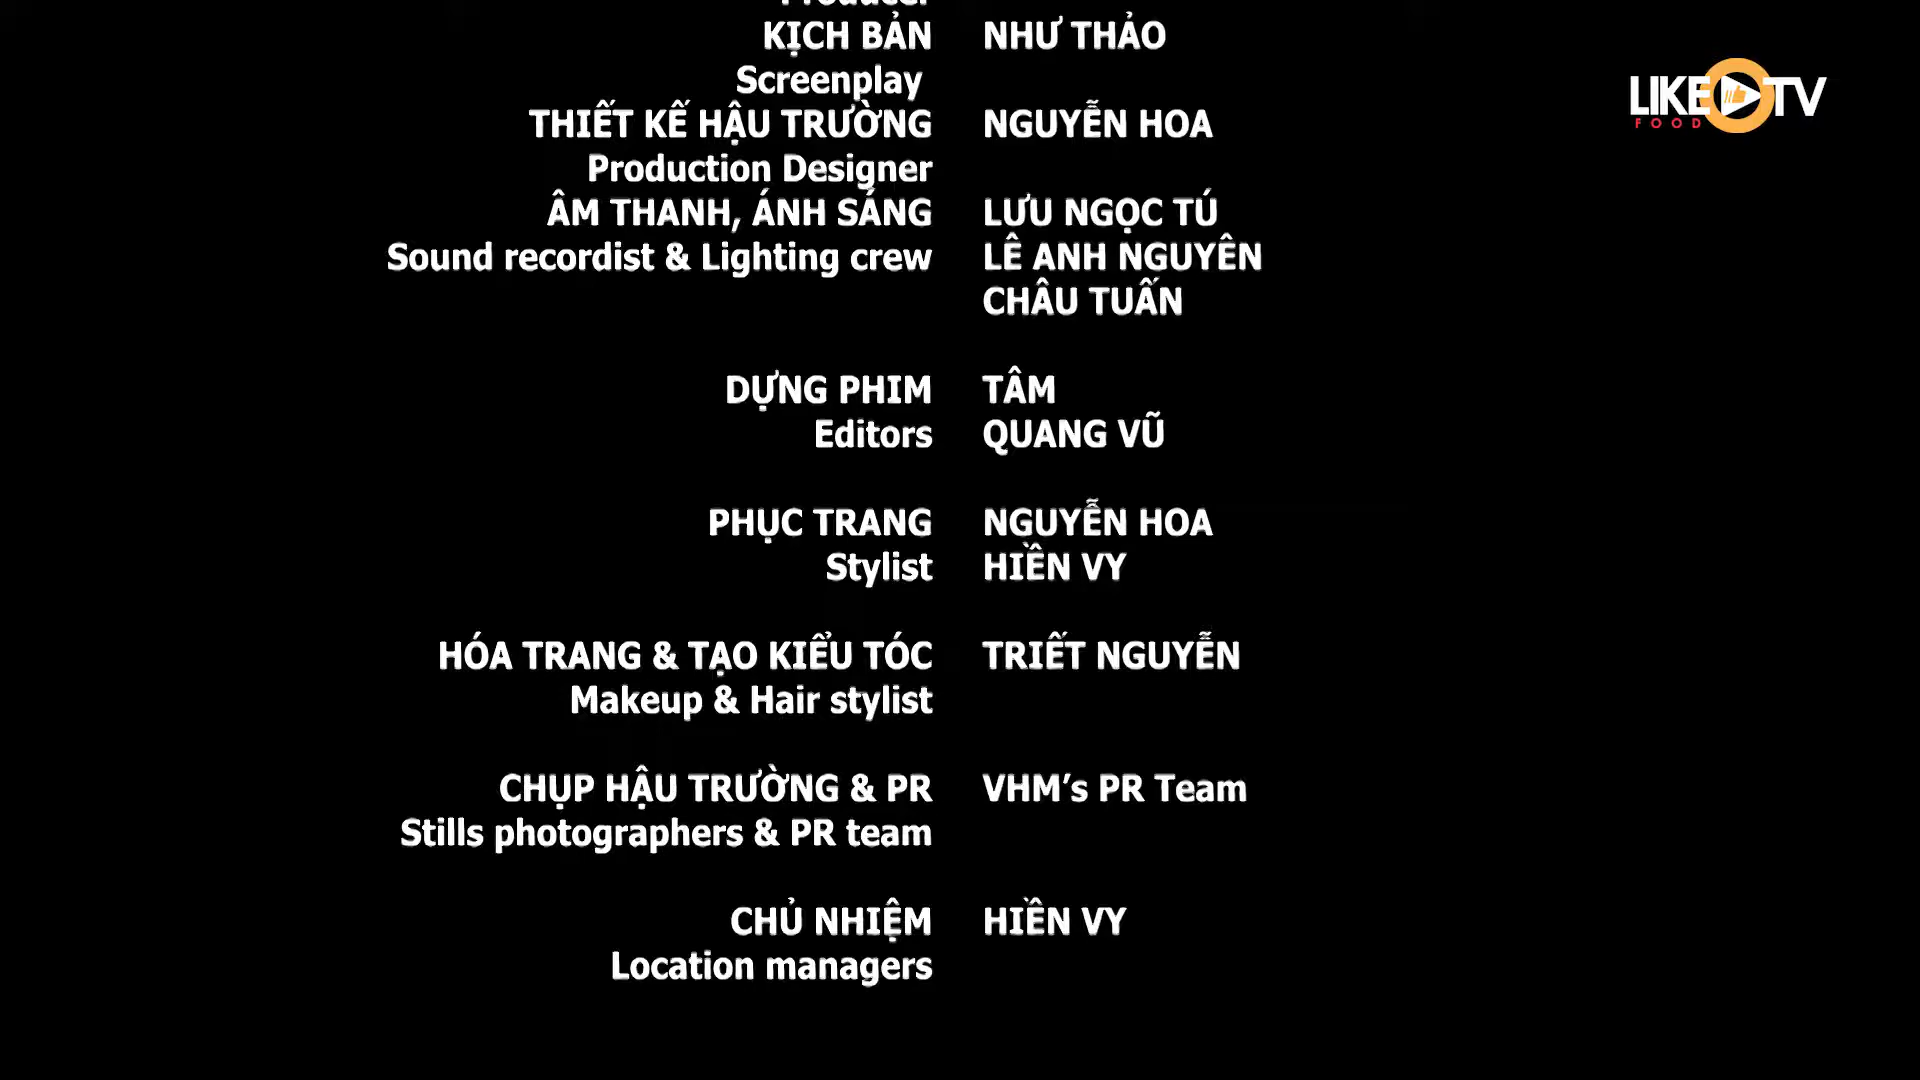 Producer
KỊCH BẢN NHƯ THẢO
Screenplay
THIẾT KẾ HẬU TRƯỜNG NGUYỄN HOA
Production Designer
ÂM THANH, ÁNH SÁNG LƯU NGỌC TÚ
Sound recordist & Lighting crew LÊ ANH NGUYÊN
CHÂU TUẤN
DỰNG PHIM TÂM
Editors QUANG VŨ
PHỤC TRANG NGUYỄN HOA
Stylist HIỀN VY
HÓA TRANG & TẠO KIỂU TÓC TRIẾT NGUYỄN
Makeup & Hair stylist
CHỤP HẬU TRƯỜNG & PR VHM’s PR Team
Stills photographers & PR team
CHỦ NHIỆM HIỀN VY
Location managers
LIKE TV
FOOD